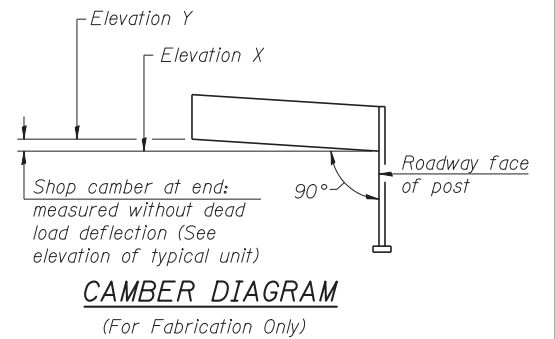 Elevation Y
Elevation X
Roadway face
of post
90°
Shop camber at end:
measured without dead
load deflection (See
elevation of typical unit)
CAMBER DIAGRAM
(For Fabrication Only)